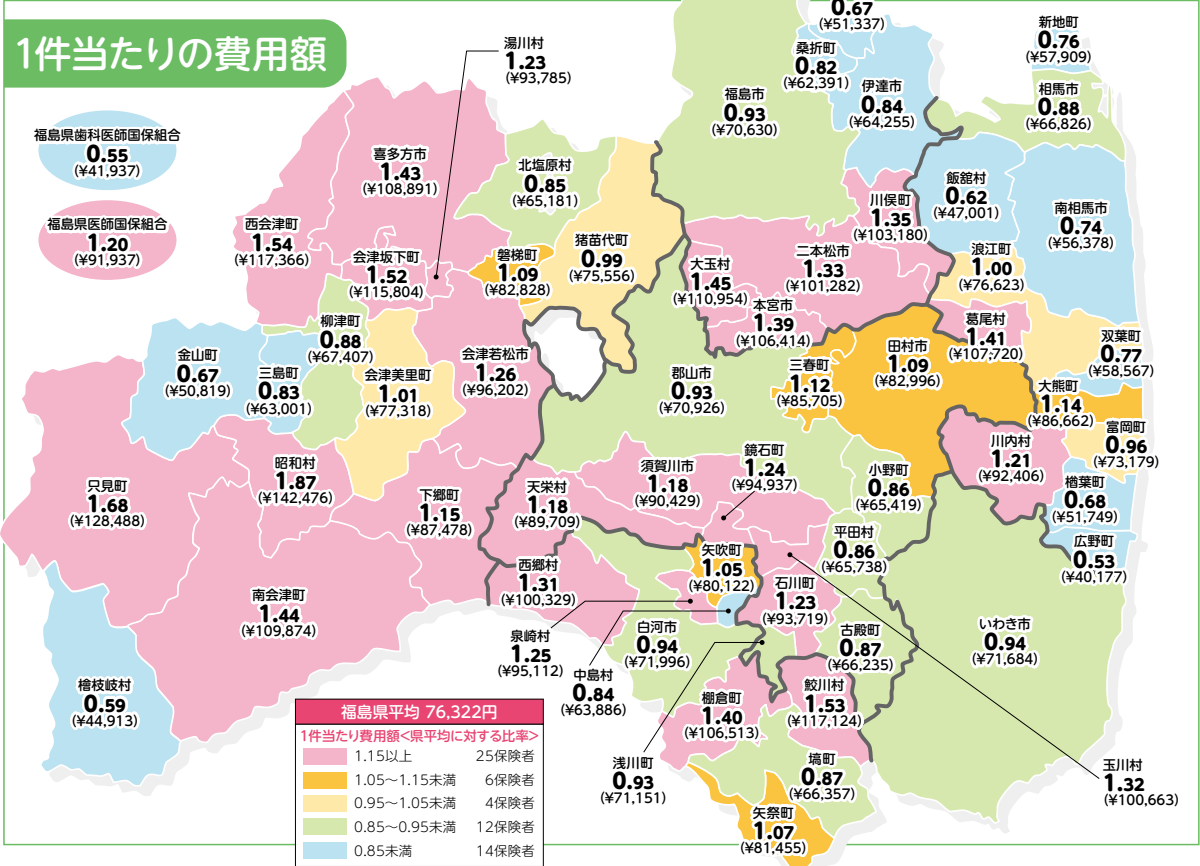 1件当たりの費用額
0.67
(¥51,337)
新地町
0.76
(¥57,909)
湯川村
1.23
(¥93,785)
桑折町
0.82
(¥62,391)
伊達市
0.84
(¥64,255)
相馬市
0.88
(¥66,826)
福島市
0.93
(¥70,630)
福島県歯科医師国保組合
0.55
(¥41,937)
喜多方市
1.43
(¥108,891)
北塩原村
0.85
(¥65,181)
飯舘村
0.62
(¥47,001)
川俣町
1.35
(¥103,180)
南相馬市
0.74
(¥56,378)
福島県医師国保組合
1.20
(¥91,937)
西会津町
1.54
(¥117,366)
猪苗代町
0.99
(¥75,556)
会津坂下町
1.52
(¥115,804)
磐梯町
1.09
(¥82,828)
大玉村
1.45
(¥110,954)
二本松市
1.33
(¥101,282)
浪江町
1.00
(¥76,623)
本宮市
1.39
(¥106,414)
葛尾村
1.41
(¥107,720)
柳津町
0.88
(¥67,407)
双葉町
0.77
(¥58,567)
金山町
0.67
(¥50,819)
三島町
0.83
(¥63,001)
会津美里町
1.01
(¥77,318)
会津若松市
1.26
(¥96,202)
郡山市
0.93
(¥70,926)
三春町
1.12
(¥85,705)
田村市
1.09
(¥82,996)
大熊町
1.14
(¥86,662)
富岡町
0.96
(¥73,179)
川内村
1.21
(¥92,406)
只見町
1.68
(¥128,488)
昭和村
1.87
(¥142,476)
下郷町
1.15
(¥87,478)
天栄村
1.18
(¥89,709)
須賀川市
1.18
(¥90,429)
鏡石町
1.24
(¥94,937)
小野町
0.86
(¥65,419)
楢葉町
0.68
(¥51,749)
広野町
0.53
(¥40,177)
平田村
0.86
(¥65,738)
矢吹町
1.05
(¥80,122)
西郷村
1.31
(¥100,329)
石川町
1.23
(¥93,719)
南会津町
1.44
(¥109,874)
泉崎村
1.25
(¥95,112)
白河市
0.94
(¥71,996)
古殿町
0.87
(¥66,235)
いわき市
0.94
(¥71,684)
中島村
0.84
(¥63,886)
檜枝岐村
0.59
(¥44,913)
棚倉町
1.40
(¥106,513)
鮫川村
1.53
(¥117,124)
浅川町
0.93
(¥71,151)
塙町
0.87
(¥66,357)
玉川村
1.32
(¥100,663)
矢祭町
1.07
(¥81,455)
福島県平均 76,322円
1件当たり費用額<県平均に対する比率>
1.15以上 25保険者
1.05〜1.15未満 6保険者
0.95〜1.05未満 4保険者
0.85〜0.95未満 12保険者
0.85未満 14保険者